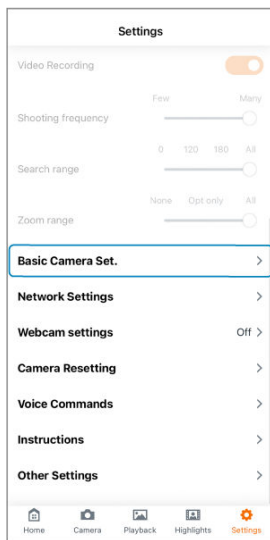 Settings
Video Recording
Few Many
Shooting frequency
0 120 180 All
Search range
None Opt only All
Zoom range
Basic Camera Set.
Network Settings
Webcam settings Off
Camera Resetting
Voice Commands
Instructions
Other Settings
Home Camera Playback Highlights Settings